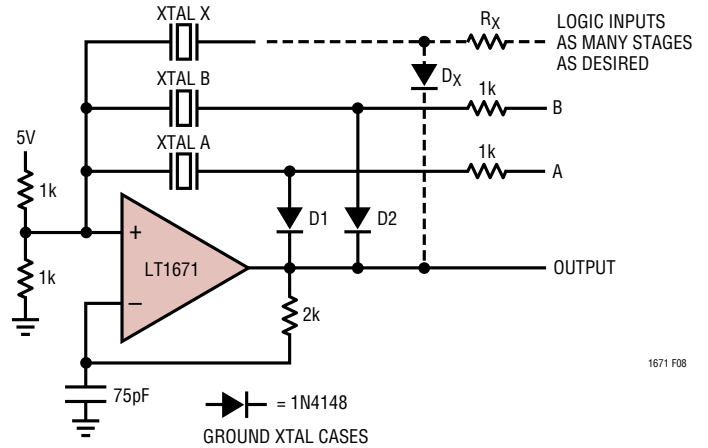 XTAL X
R_X
LOGIC INPUTS
AS MANY STAGES
AS DESIRED
D_X
XTAL B
1k
B
XTAL A
1k
A
5V
1k
+
D1
D2
LT1671
OUTPUT
1k
–
2k
1671 F08
75pF
= 1N4148
GROUND XTAL CASES